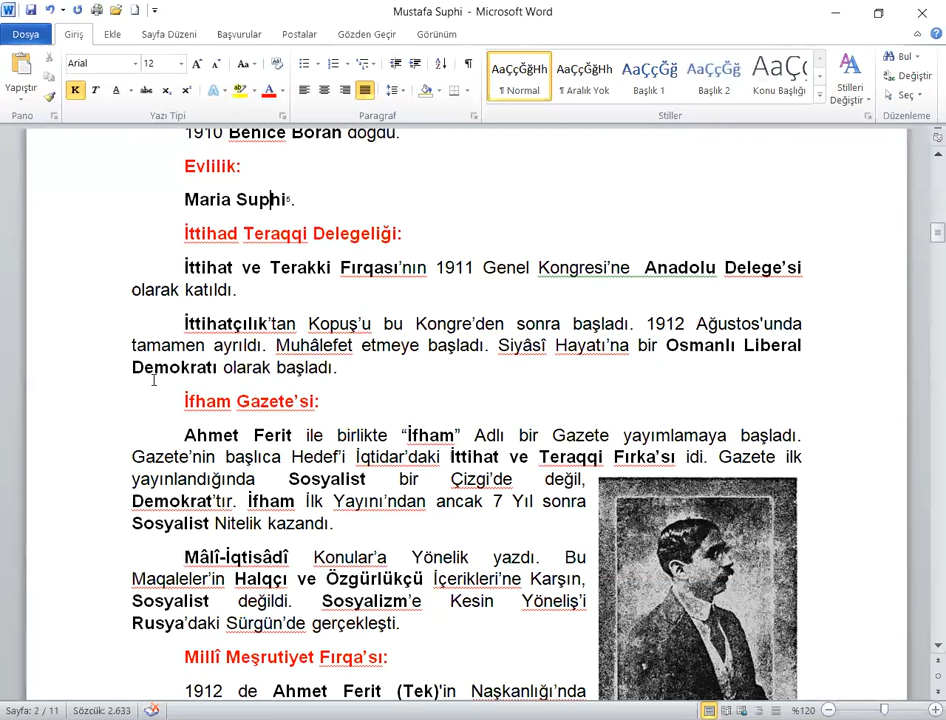 Mustafa Suphi - Microsoft Word
Dosya Giriş Ekle Sayfa Düzeni Başvurular Postalar Gözden Geçir Görünüm
Yapıştır
Arial 12
K T A abc x₂ x² A A
AaÇçĞğHh AaÇçĞğHh AaÇçĞğ AaÇçĞğ AaÇç
¶ Normal ¶ Aralık Yok Başlık 1 Başlık 2 Konu Başlığı
Stilleri Değiştir
Bul
Değiştir
Seç
Pano Yazı Tipi Paragraf Stiller Düzenleme
1910 Behice Boran doğdu.
Evlilik:
Maria Suphi⁵.
İttihad Teraqqi Delegeliği:
İttihat ve Terakki Fırqası’nın 1911 Genel Kongresi’ne Anadolu Delege’si
olarak katıldı.
İttihatçılık’tan Kopuş’u bu Kongre’den sonra başladı. 1912 Ağustos'unda
tamamen ayrıldı. Muhâlefet etmeye başladı. Siyâsî Hayatı’na bir Osmanlı Liberal
Demokratı olarak başladı.
İfham Gazete’si:
Ahmet Ferit ile birlikte “İfham” Adlı bir Gazete yayımlamaya başladı.
Gazete’nin başlıca Hedef’i İqtidar’daki İttihat ve Teraqqi Fırka’sı idi. Gazete ilk
yayınlandığında Sosyalist bir Çizgi’de değil,
Demokrat’tır. İfham İlk Yayını’ndan ancak 7 Yıl sonra
Sosyalist Nitelik kazandı.
Mâlî-İqtisâdî Konular’a Yönelik yazdı. Bu
Maqaleler’in Halqçı ve Özgürlükçü İçerikleri’ne Karşın,
Sosyalist değildi. Sosyalizm’e Kesin Yöneliş’i
Rusya’daki Sürgün’de gerçekleşti.
Millî Meşrutiyet Fırqa’sı:
1912 de Ahmet Ferit (Tek)'in Naşkanlığı’nda
Sayfa: 2 / 11 Sözcük: 2.633 %120